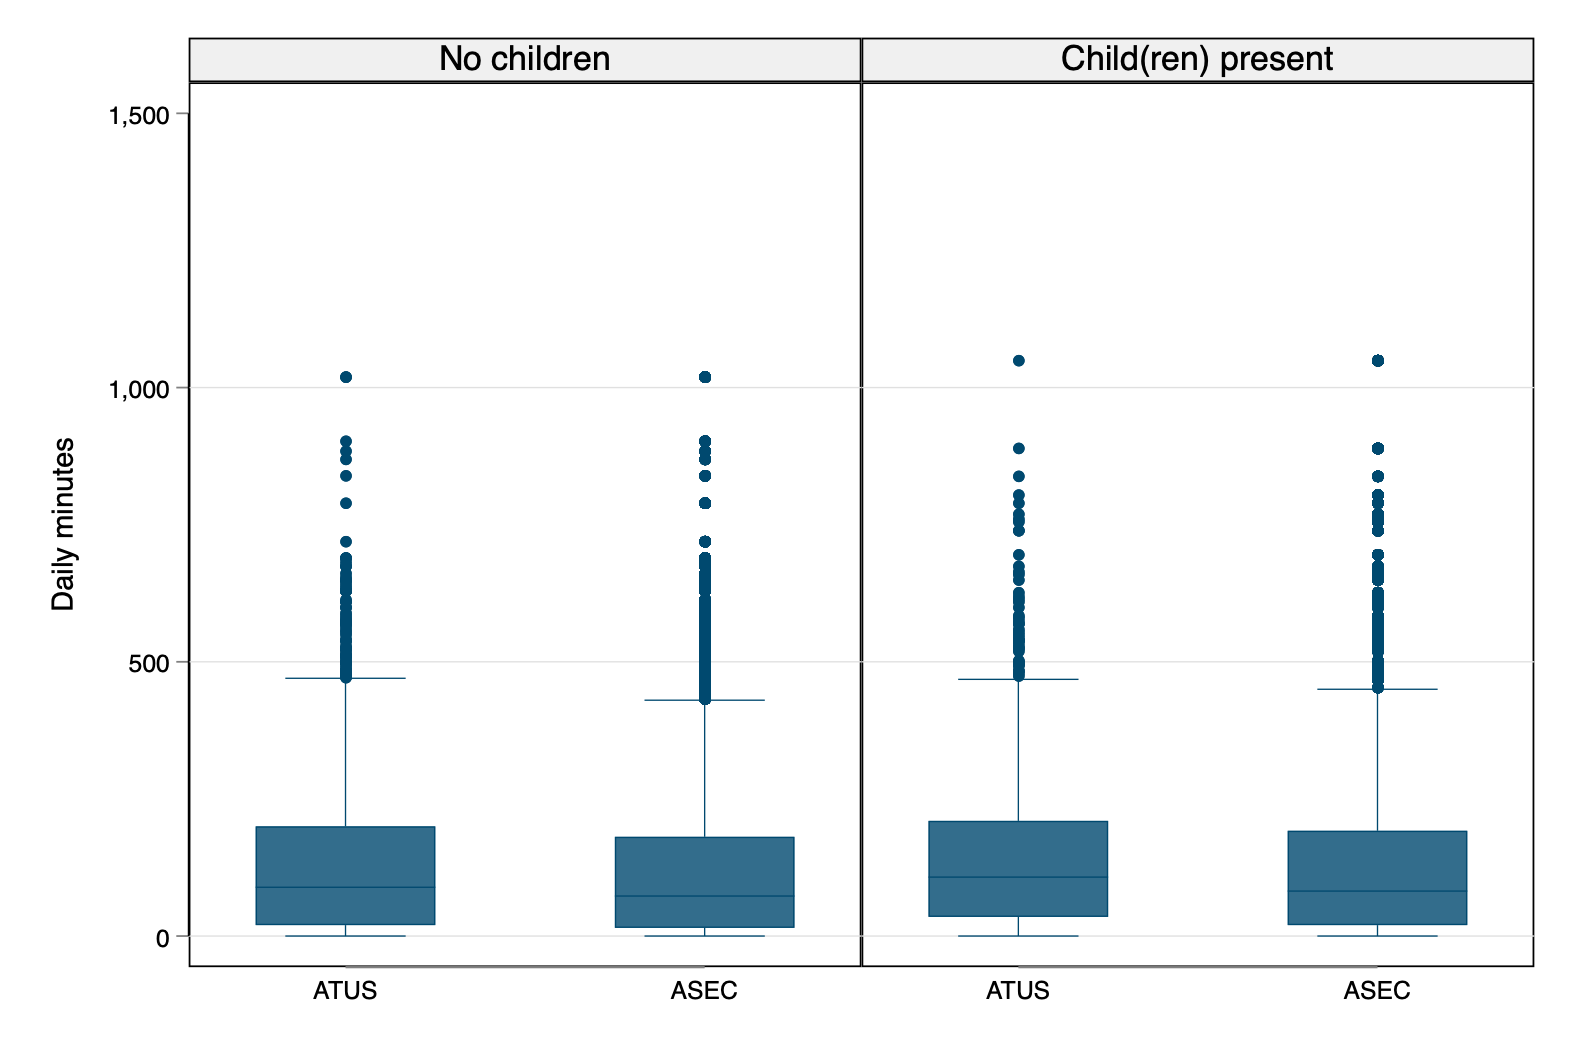 No children
Child(ren) present
Daily minutes
1,500
1,000
500
0
ATUS
ASEC
ATUS
ASEC